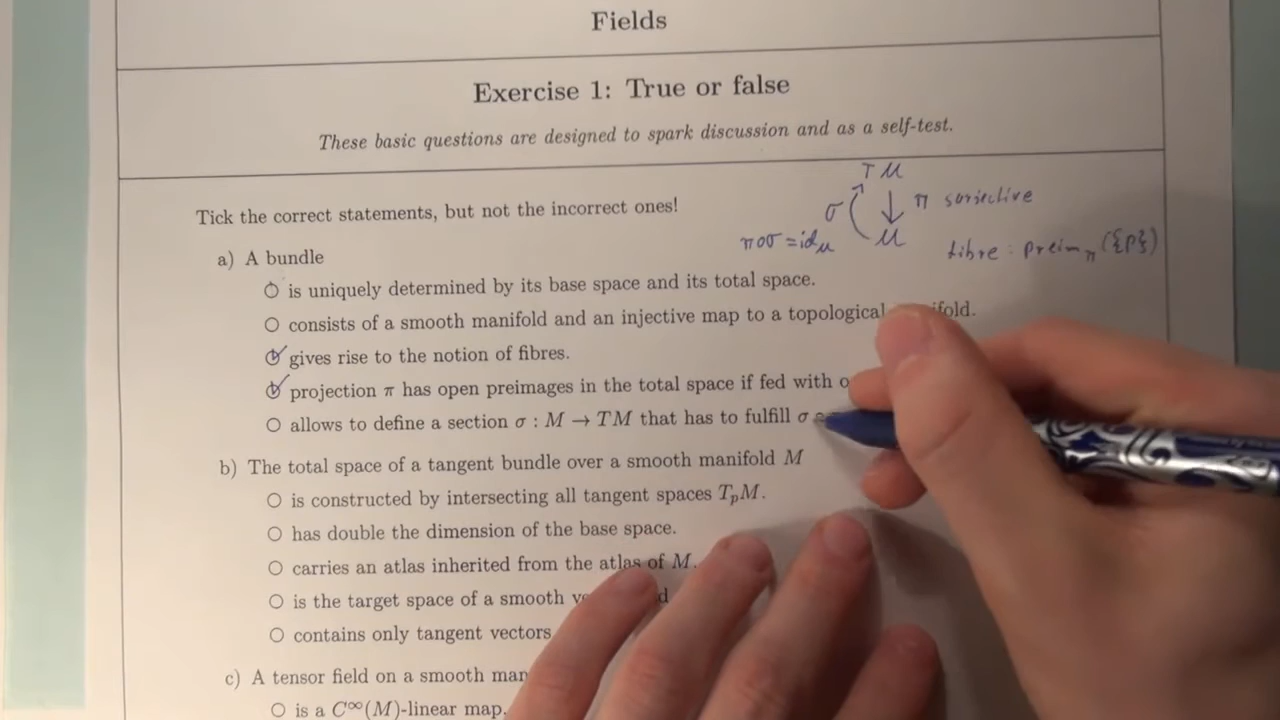 Fields
Exercise 1: True or false
These basic questions are designed to spark discussion and as a self-test.
TM
σ π surjective
π∘σ=id_M M fibre: preim_π({p})
Tick the correct statements, but not the incorrect ones!
a) A bundle
is uniquely determined by its base space and its total space.
consists of a smooth manifold and an injective map to a topological
gives rise to the notion of fibres.
projection π has open preimages in the total space if fed with
allows to define a section σ : M → TM that has to fulfill σ
b) The total space of a tangent bundle over a smooth manifold M
is constructed by intersecting all tangent spaces T_pM.
has double the dimension of the base space.
carries an atlas inherited from the atlas of M.
is the target space of a smooth
contains only tangent vectors
c) A tensor field on a smooth
is a C^∞(M)-linear map.